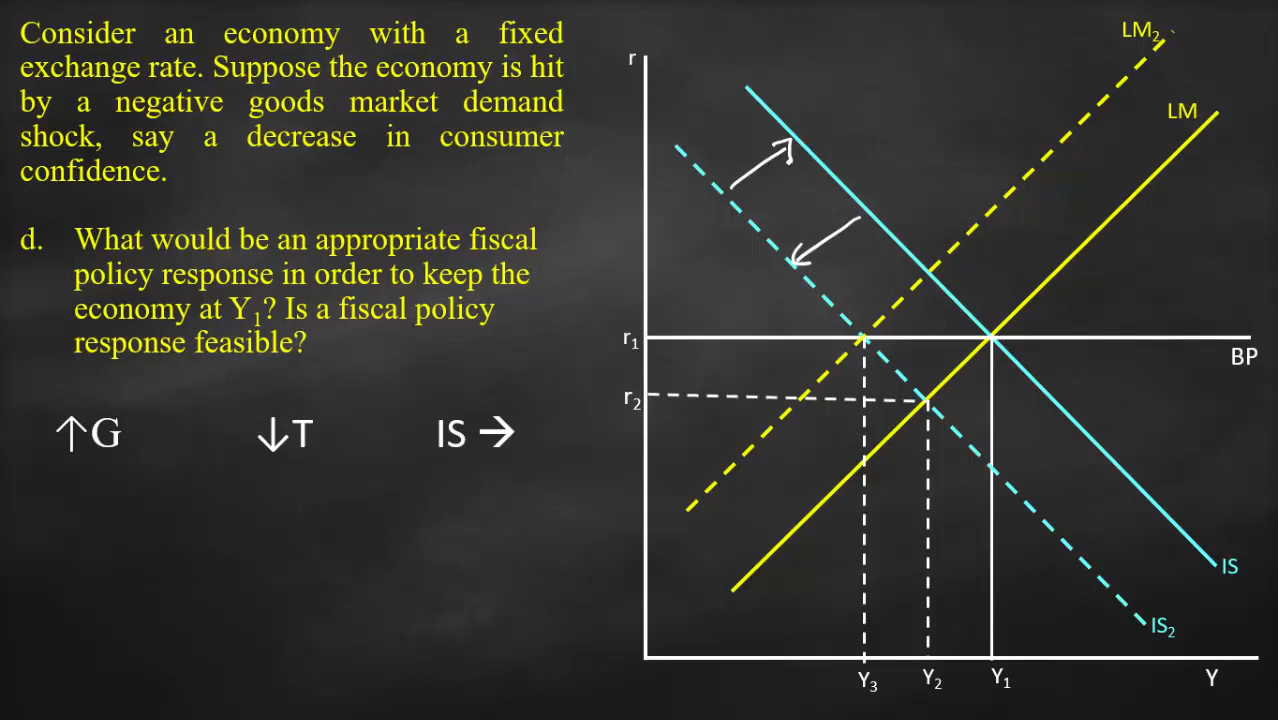 Consider an economy with a fixed
exchange rate. Suppose the economy is hit
by a negative goods market demand
shock, say a decrease in consumer
confidence.
d. What would be an appropriate fiscal
policy response in order to keep the
economy at Y₁? Is a fiscal policy
response feasible?
↑G ↓T IS →
r
LM₂
LM
r₁
BP
r₂
IS
IS₂
Y₃ Y₂ Y₁ Y